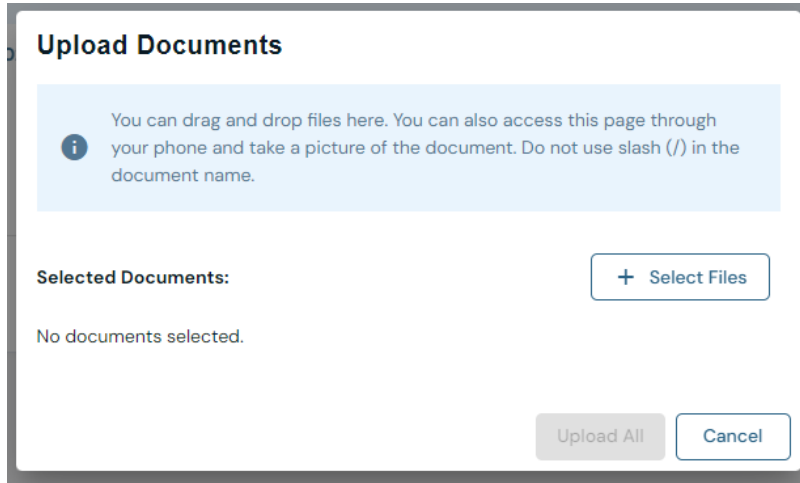 Upload Documents
You can drag and drop files here. You can also access this page through
your phone and take a picture of the document. Do not use slash (/) in the
document name.
Selected Documents:
+ Select Files
No documents selected.
Upload All
Cancel